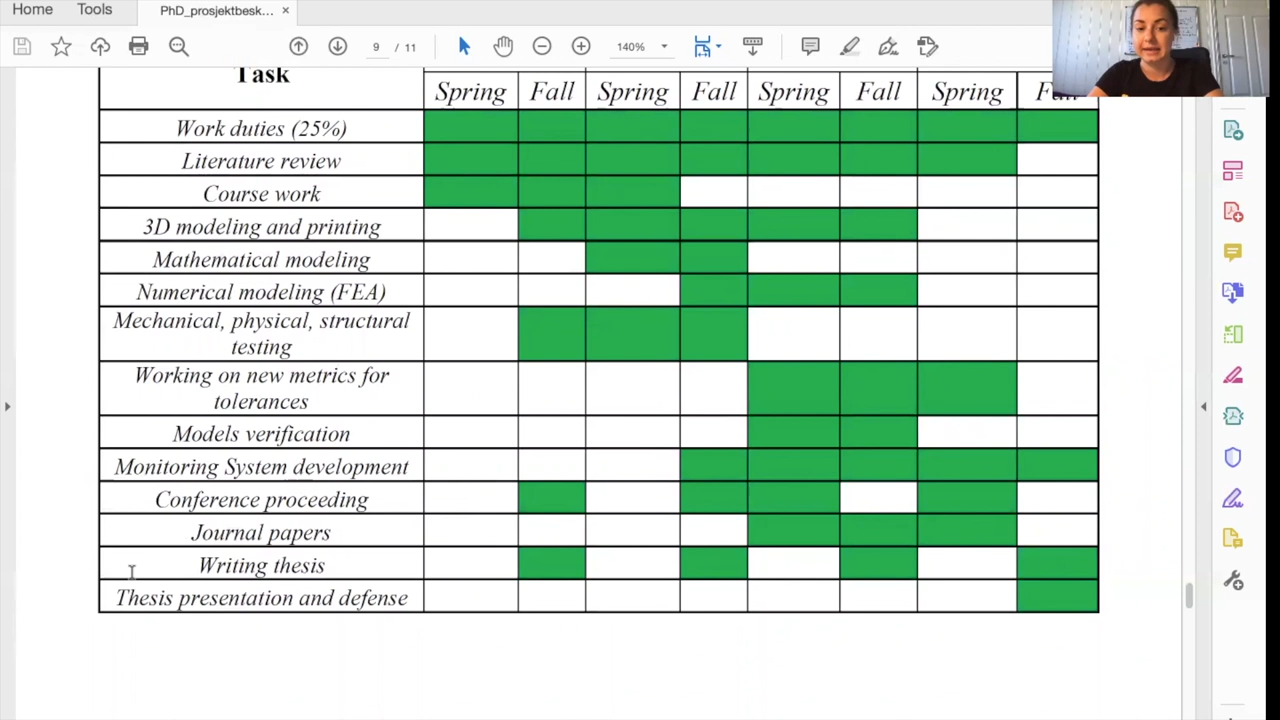 Home Tools PhD_prosjektbesk... ×
9 / 11 140%
Task
Spring Fall Spring Fall Spring Fall Spring Fall
Work duties (25%)
Literature review
Course work
3D modeling and printing
Mathematical modeling
Numerical modeling (FEA)
Mechanical, physical, structural
testing
Working on new metrics for
tolerances
Models verification
Monitoring System development
Conference proceeding
Journal papers
Writing thesis
Thesis presentation and defense